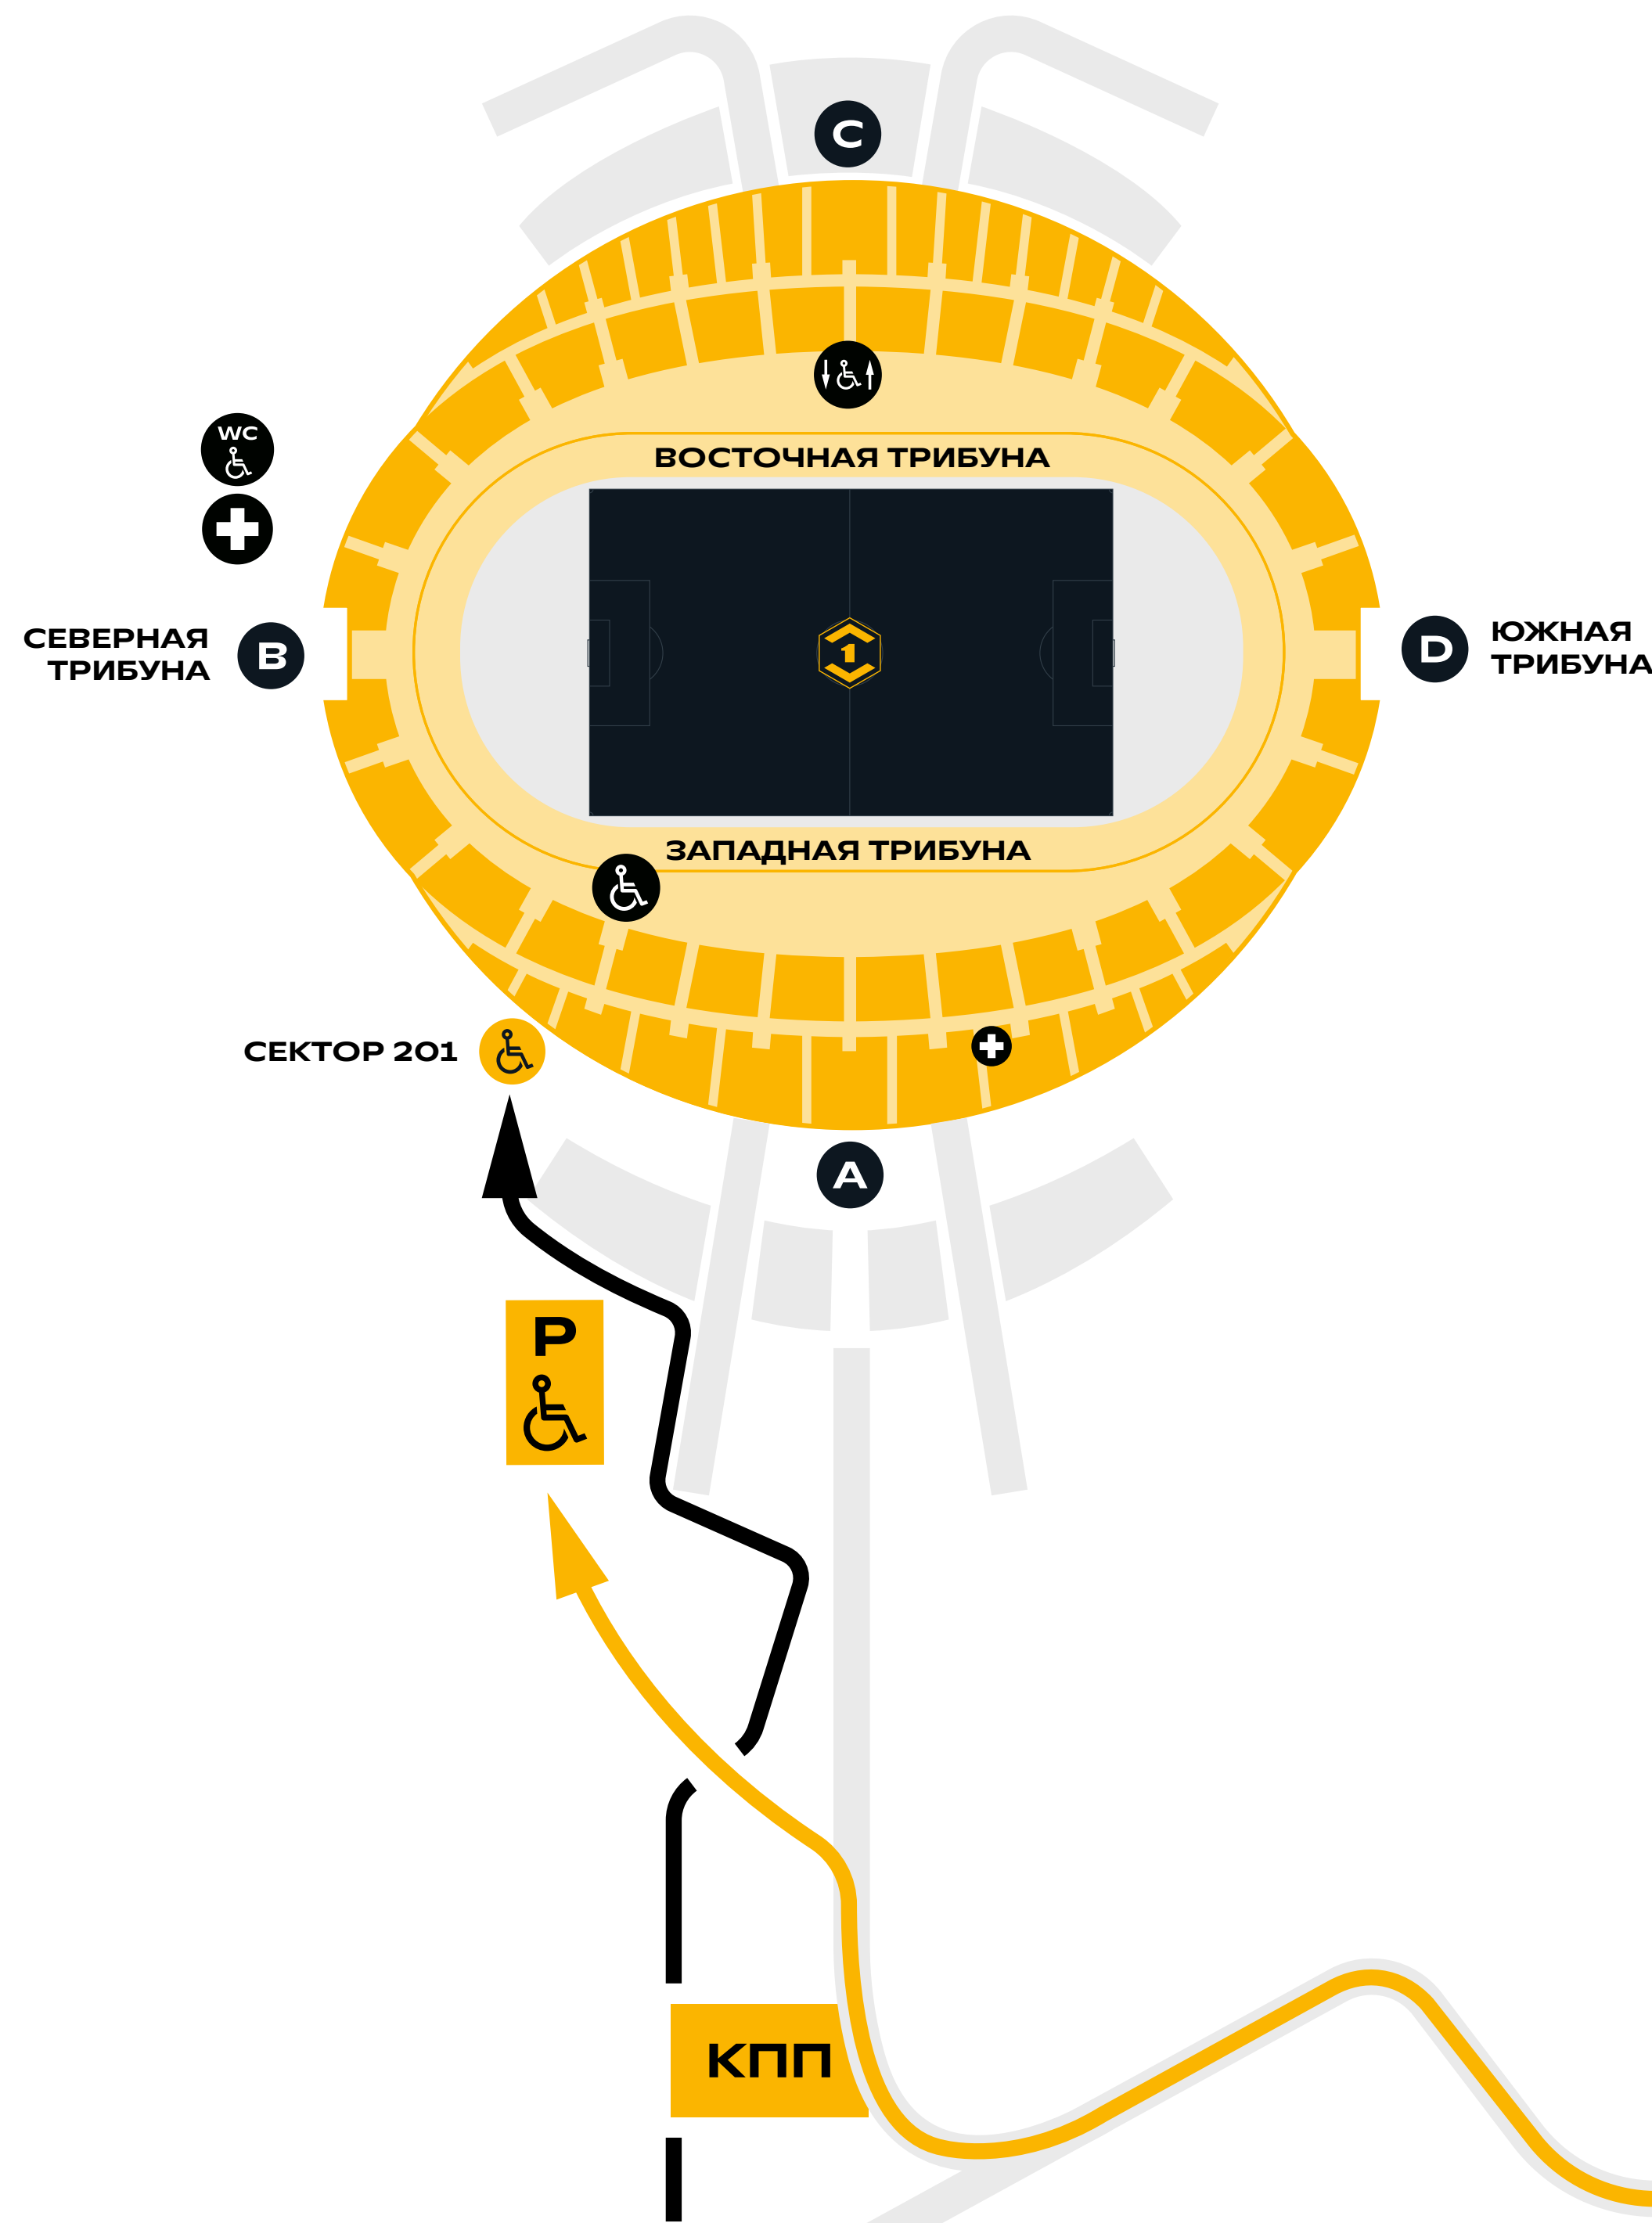 C
ВОСТОЧНАЯ ТРИБУНА
WC
СЕВЕРНАЯ
ТРИБУНА
B
1
D
ЮЖНАЯ
ТРИБУНА
ЗАПАДНАЯ ТРИБУНА
СЕКТОР 201
A
P
КПП